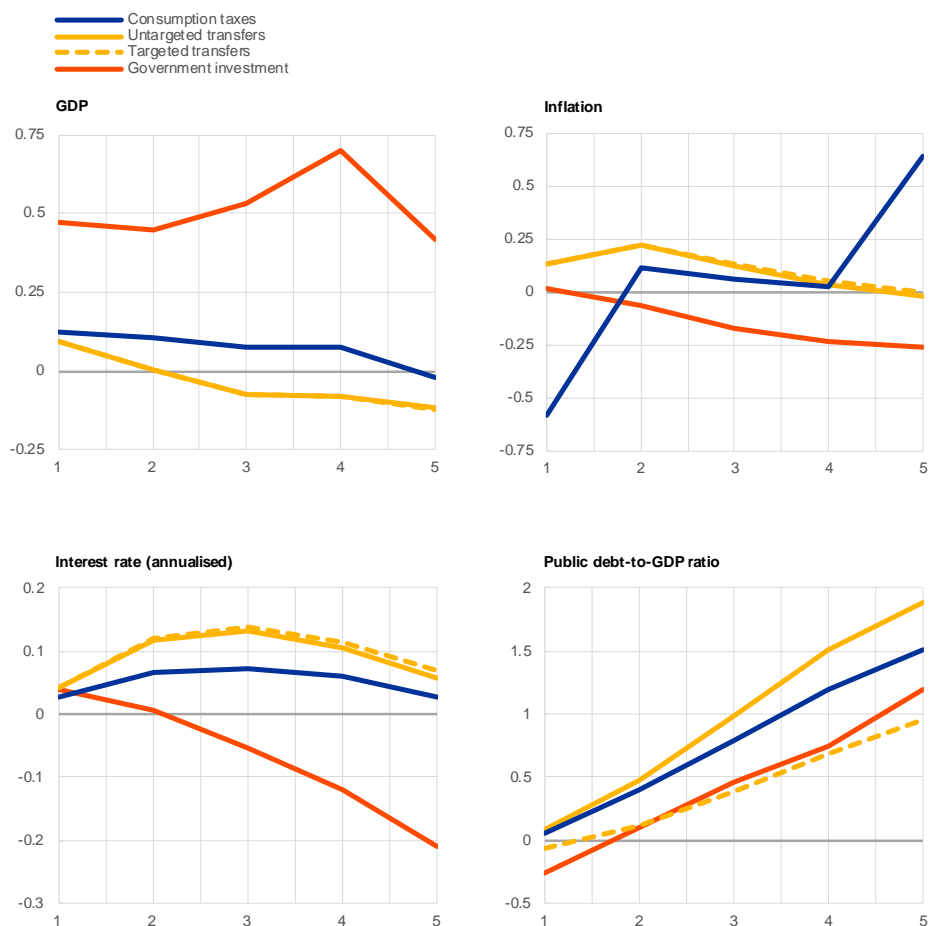 Consumption taxes
Untargeted transfers
Targeted transfers
Government investment
GDP
0.75
0.5
0.25
0
-0.25
1 2 3 4 5
Inflation
0.75
0.5
0.25
0
-0.25
-0.5
-0.75
1 2 3 4 5
Interest rate (annualised)
0.2
0.1
0
-0.1
-0.2
-0.3
1 2 3 4 5
Public debt-to-GDP ratio
2
1.5
1
0.5
0
-0.5
1 2 3 4 5